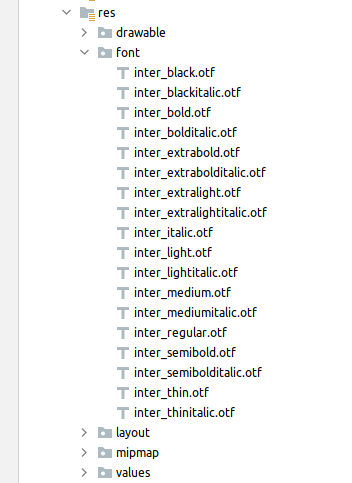 res
drawable
font
inter_black.otf
inter_blackitalic.otf
inter_bold.otf
inter_bolditalic.otf
inter_extrabold.otf
inter_extrabolditalic.otf
inter_extralight.otf
inter_extralightitalic.otf
inter_italic.otf
inter_light.otf
inter_lightitalic.otf
inter_medium.otf
inter_mediumitalic.otf
inter_regular.otf
inter_semibold.otf
inter_semibolditalic.otf
inter_thin.otf
inter_thinitalic.otf
layout
mipmap
values